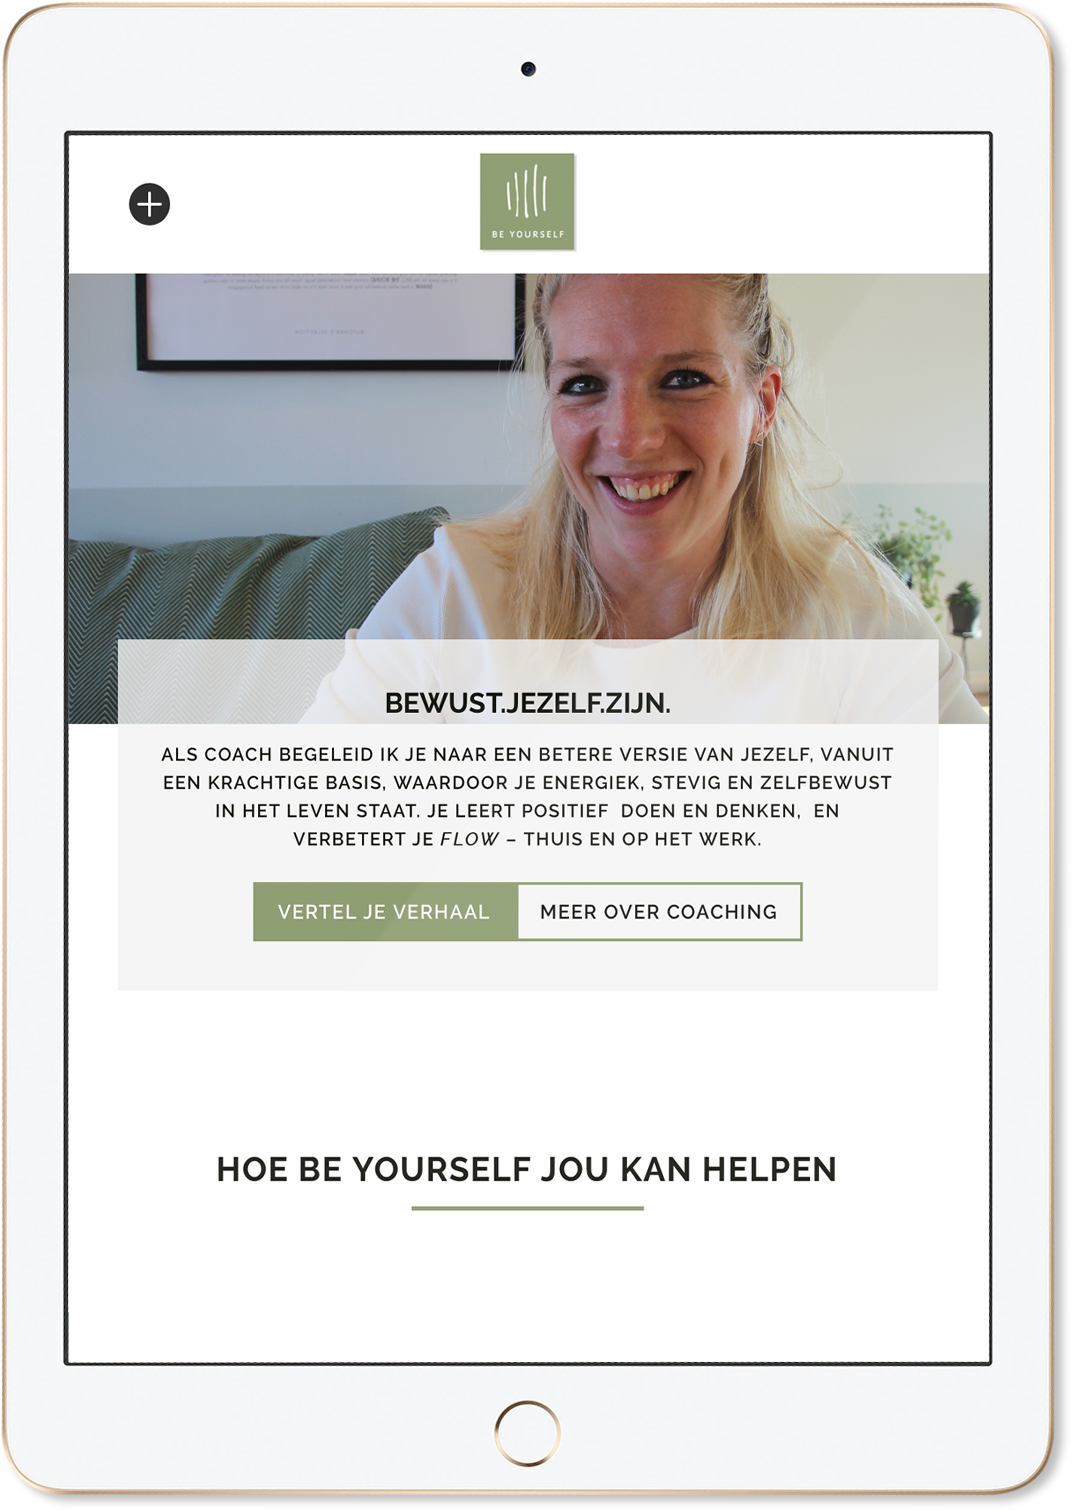 BE YOURSELF
BEWUST.JEZELF.ZIJN.
ALS COACH BEGELEID IK JE NAAR EEN BETERE VERSIE VAN JEZELF, VANUIT
EEN KRACHTIGE BASIS, WAARDOOR JE ENERGIEK, STEVIG EN ZELFBEWUST
IN HET LEVEN STAAT. JE LEERT POSITIEF DOEN EN DENKEN, EN
VERBETERT JE FLOW – THUIS EN OP HET WERK.
VERTEL JE VERHAAL
MEER OVER COACHING
HOE BE YOURSELF JOU KAN HELPEN